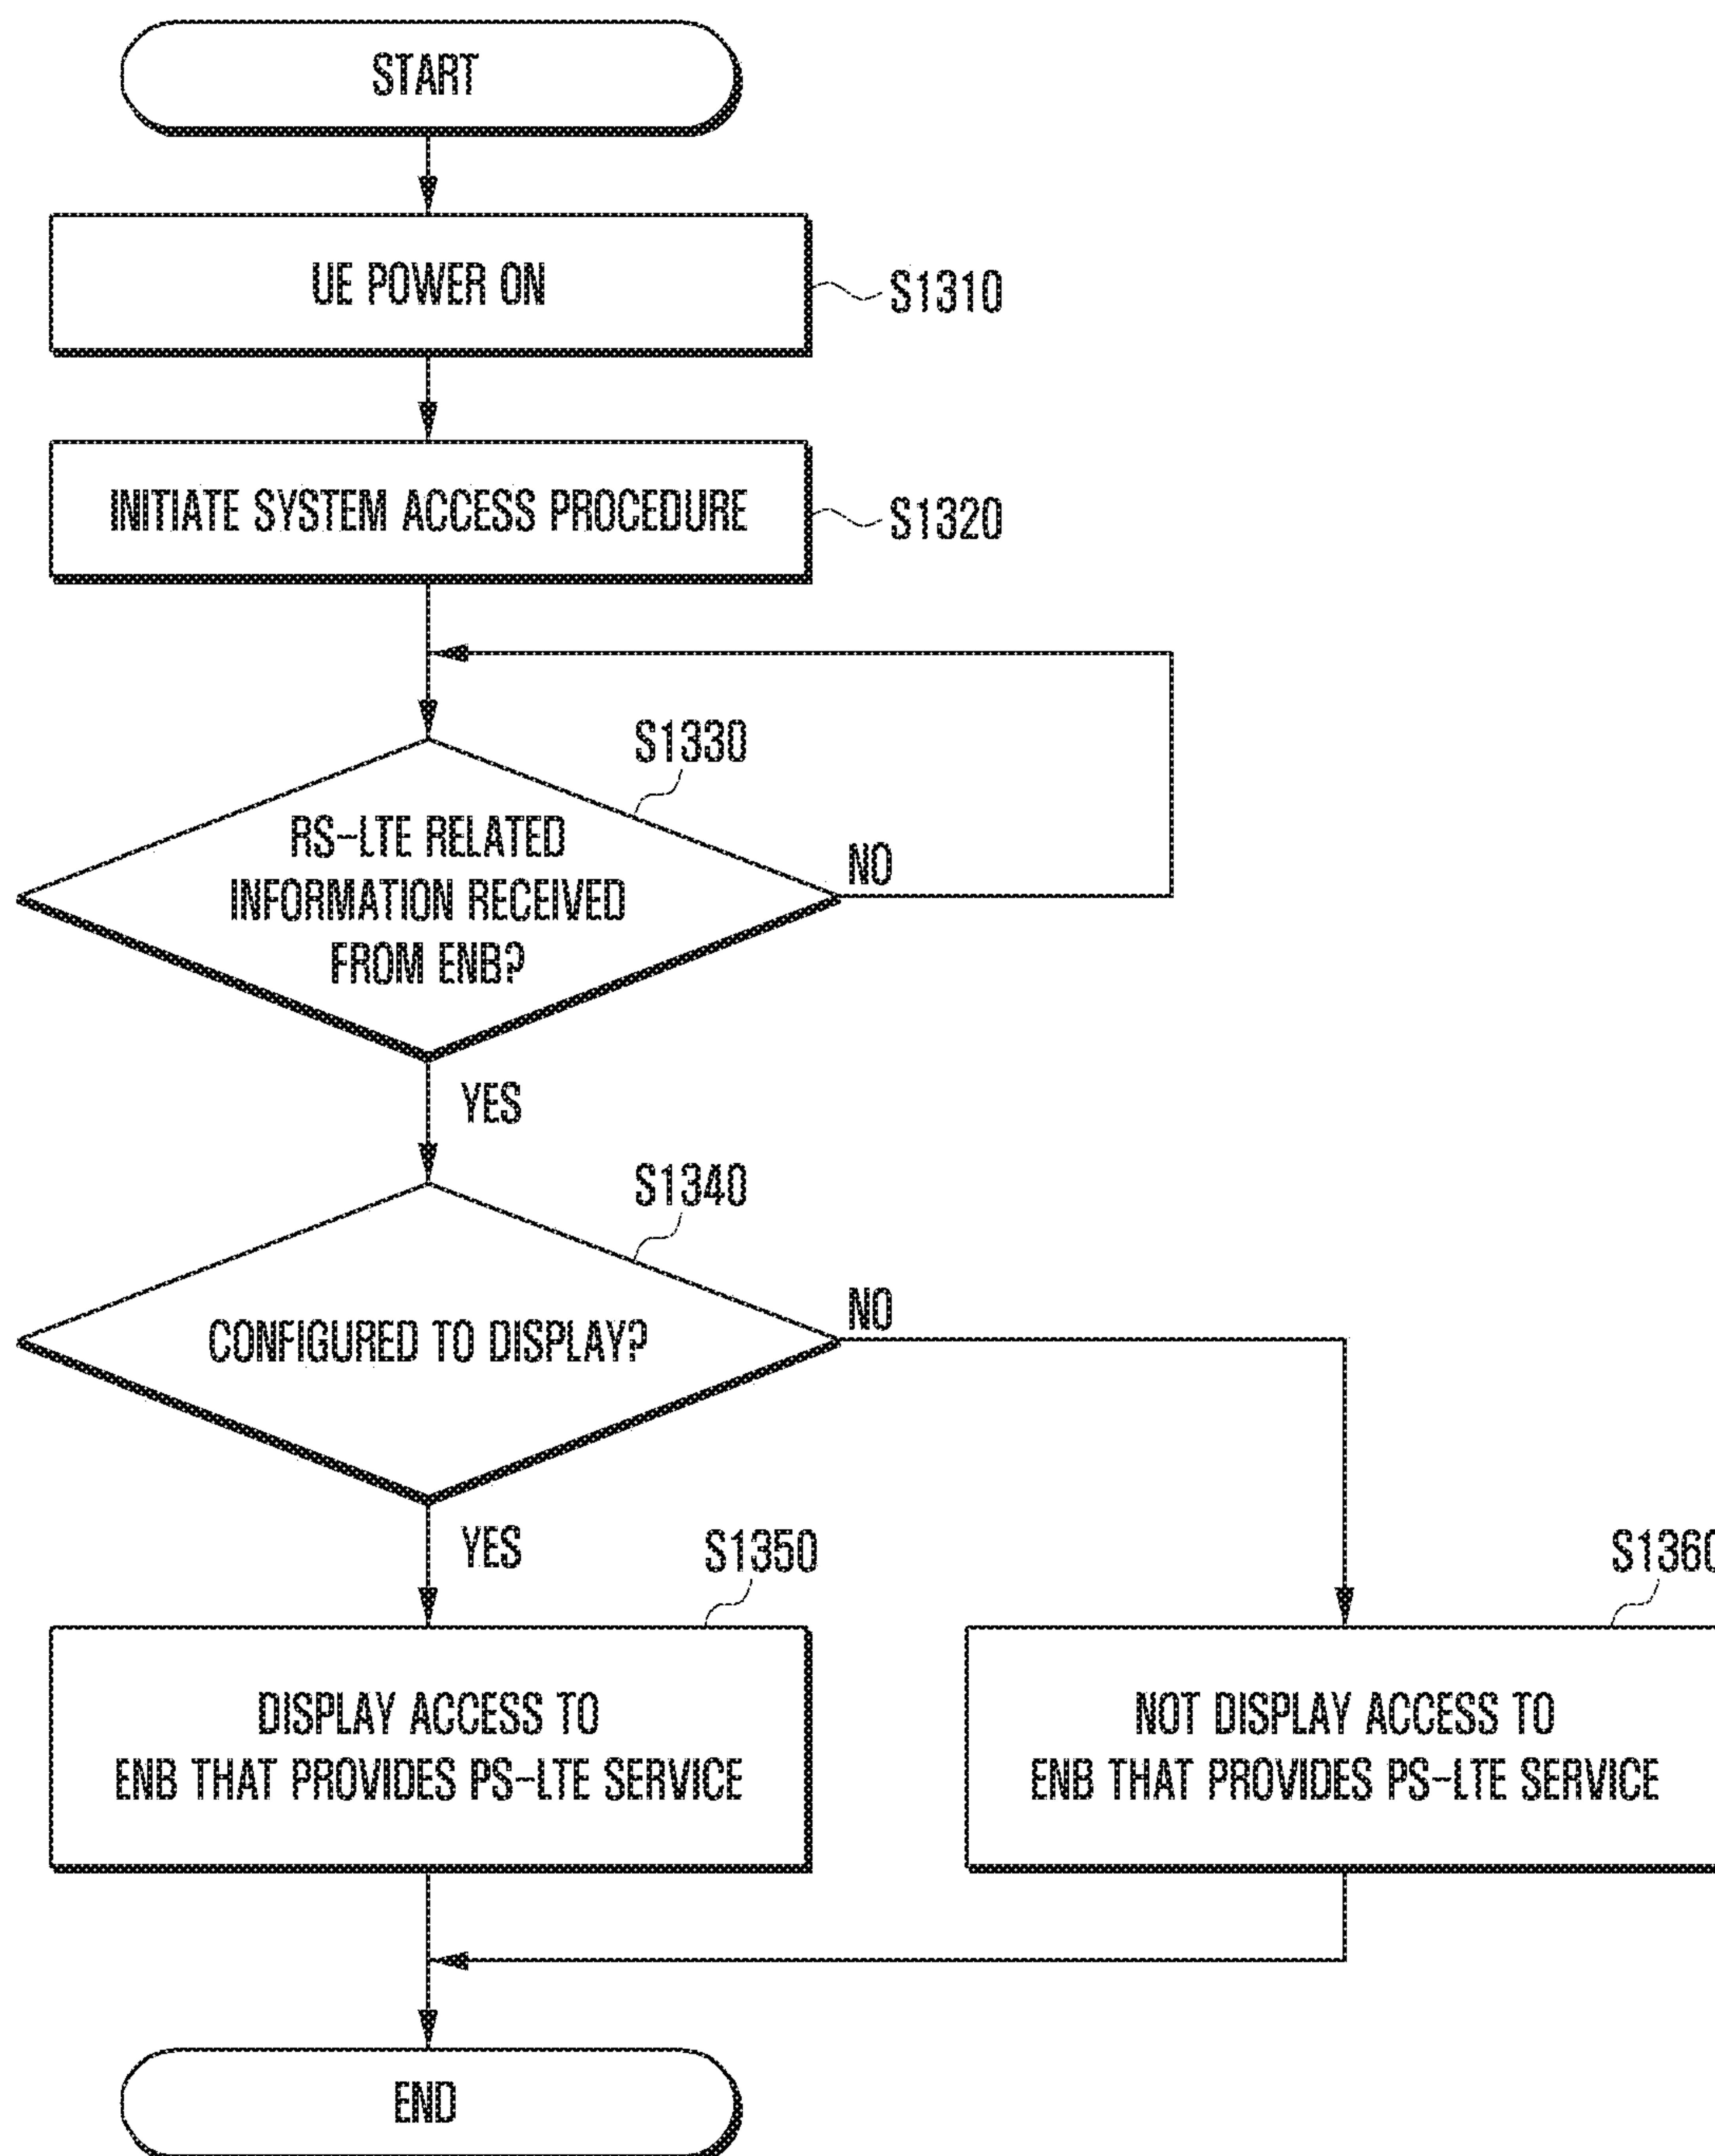 START
UE POWER ON
S1310
INITIATE SYSTEM ACCESS PROCEDURE
S1320
S1330
RS-LTE RELATED
INFORMATION RECEIVED
FROM ENB?
NO
YES
S1340
CONFIGURED TO DISPLAY?
NO
YES
S1350
S1360
DISPLAY ACCESS TO
ENB THAT PROVIDES PS-LTE SERVICE
NOT DISPLAY ACCESS TO
ENB THAT PROVIDES PS-LTE SERVICE
END